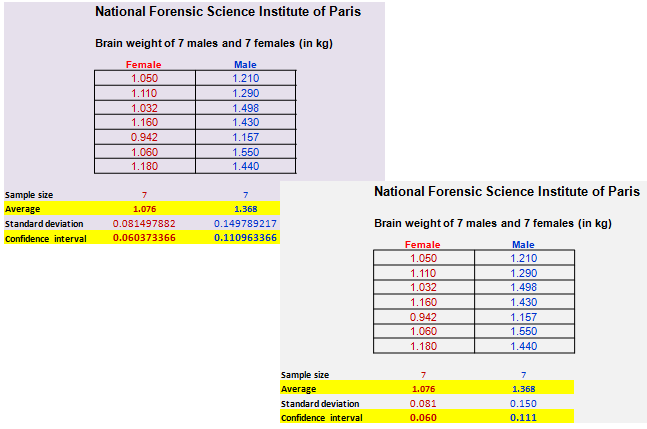 National Forensic Science Institute of Paris
Brain weight of 7 males and 7 females (in kg)
Female Male
1.050 1.210
1.110 1.290
1.032 1.498
1.160 1.430
0.942 1.157
1.060 1.550
1.180 1.440
Sample size 7 7
Average 1.076 1.368
Standard deviation 0.081497882 0.149789217
Confidence interval 0.060373366 0.110963366
National Forensic Science Institute of Paris
Brain weight of 7 males and 7 females (in kg)
Female Male
1.050 1.210
1.110 1.290
1.032 1.498
1.160 1.430
0.942 1.157
1.060 1.550
1.180 1.440
Sample size 7 7
Average 1.076 1.368
Standard deviation 0.081 0.150
Confidence interval 0.060 0.111